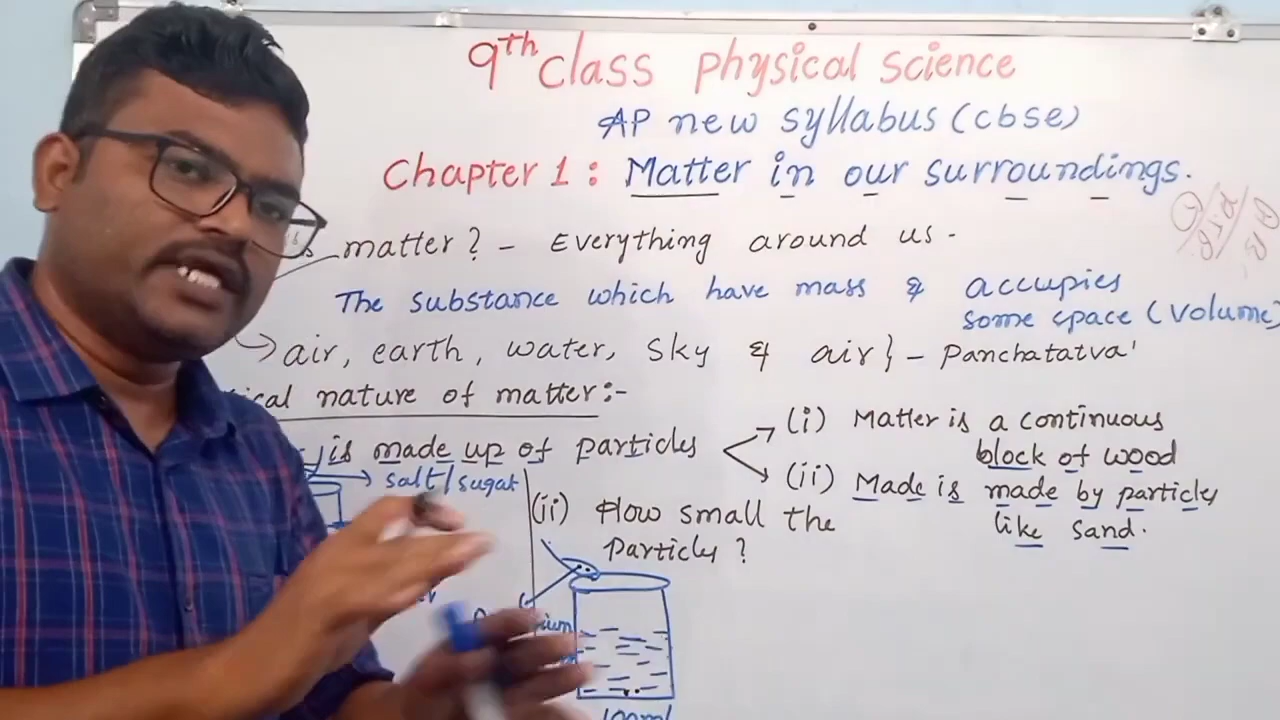 9th class physical science
AP new syllabus (cbse)
Chapter 1 : Matter in our surroundings.
matter? - Everything around us -
The substance which have mass & accupies
some space (volume)
→ air, earth, water, sky & air} - Panchatatva'
ical nature of matter:-
is made up of particles
(i) Matter is a continuous
block of wood
(ii) Made is made by particles
like sand.
→ salt/sugar
(ii) How small the
particles?
100ml